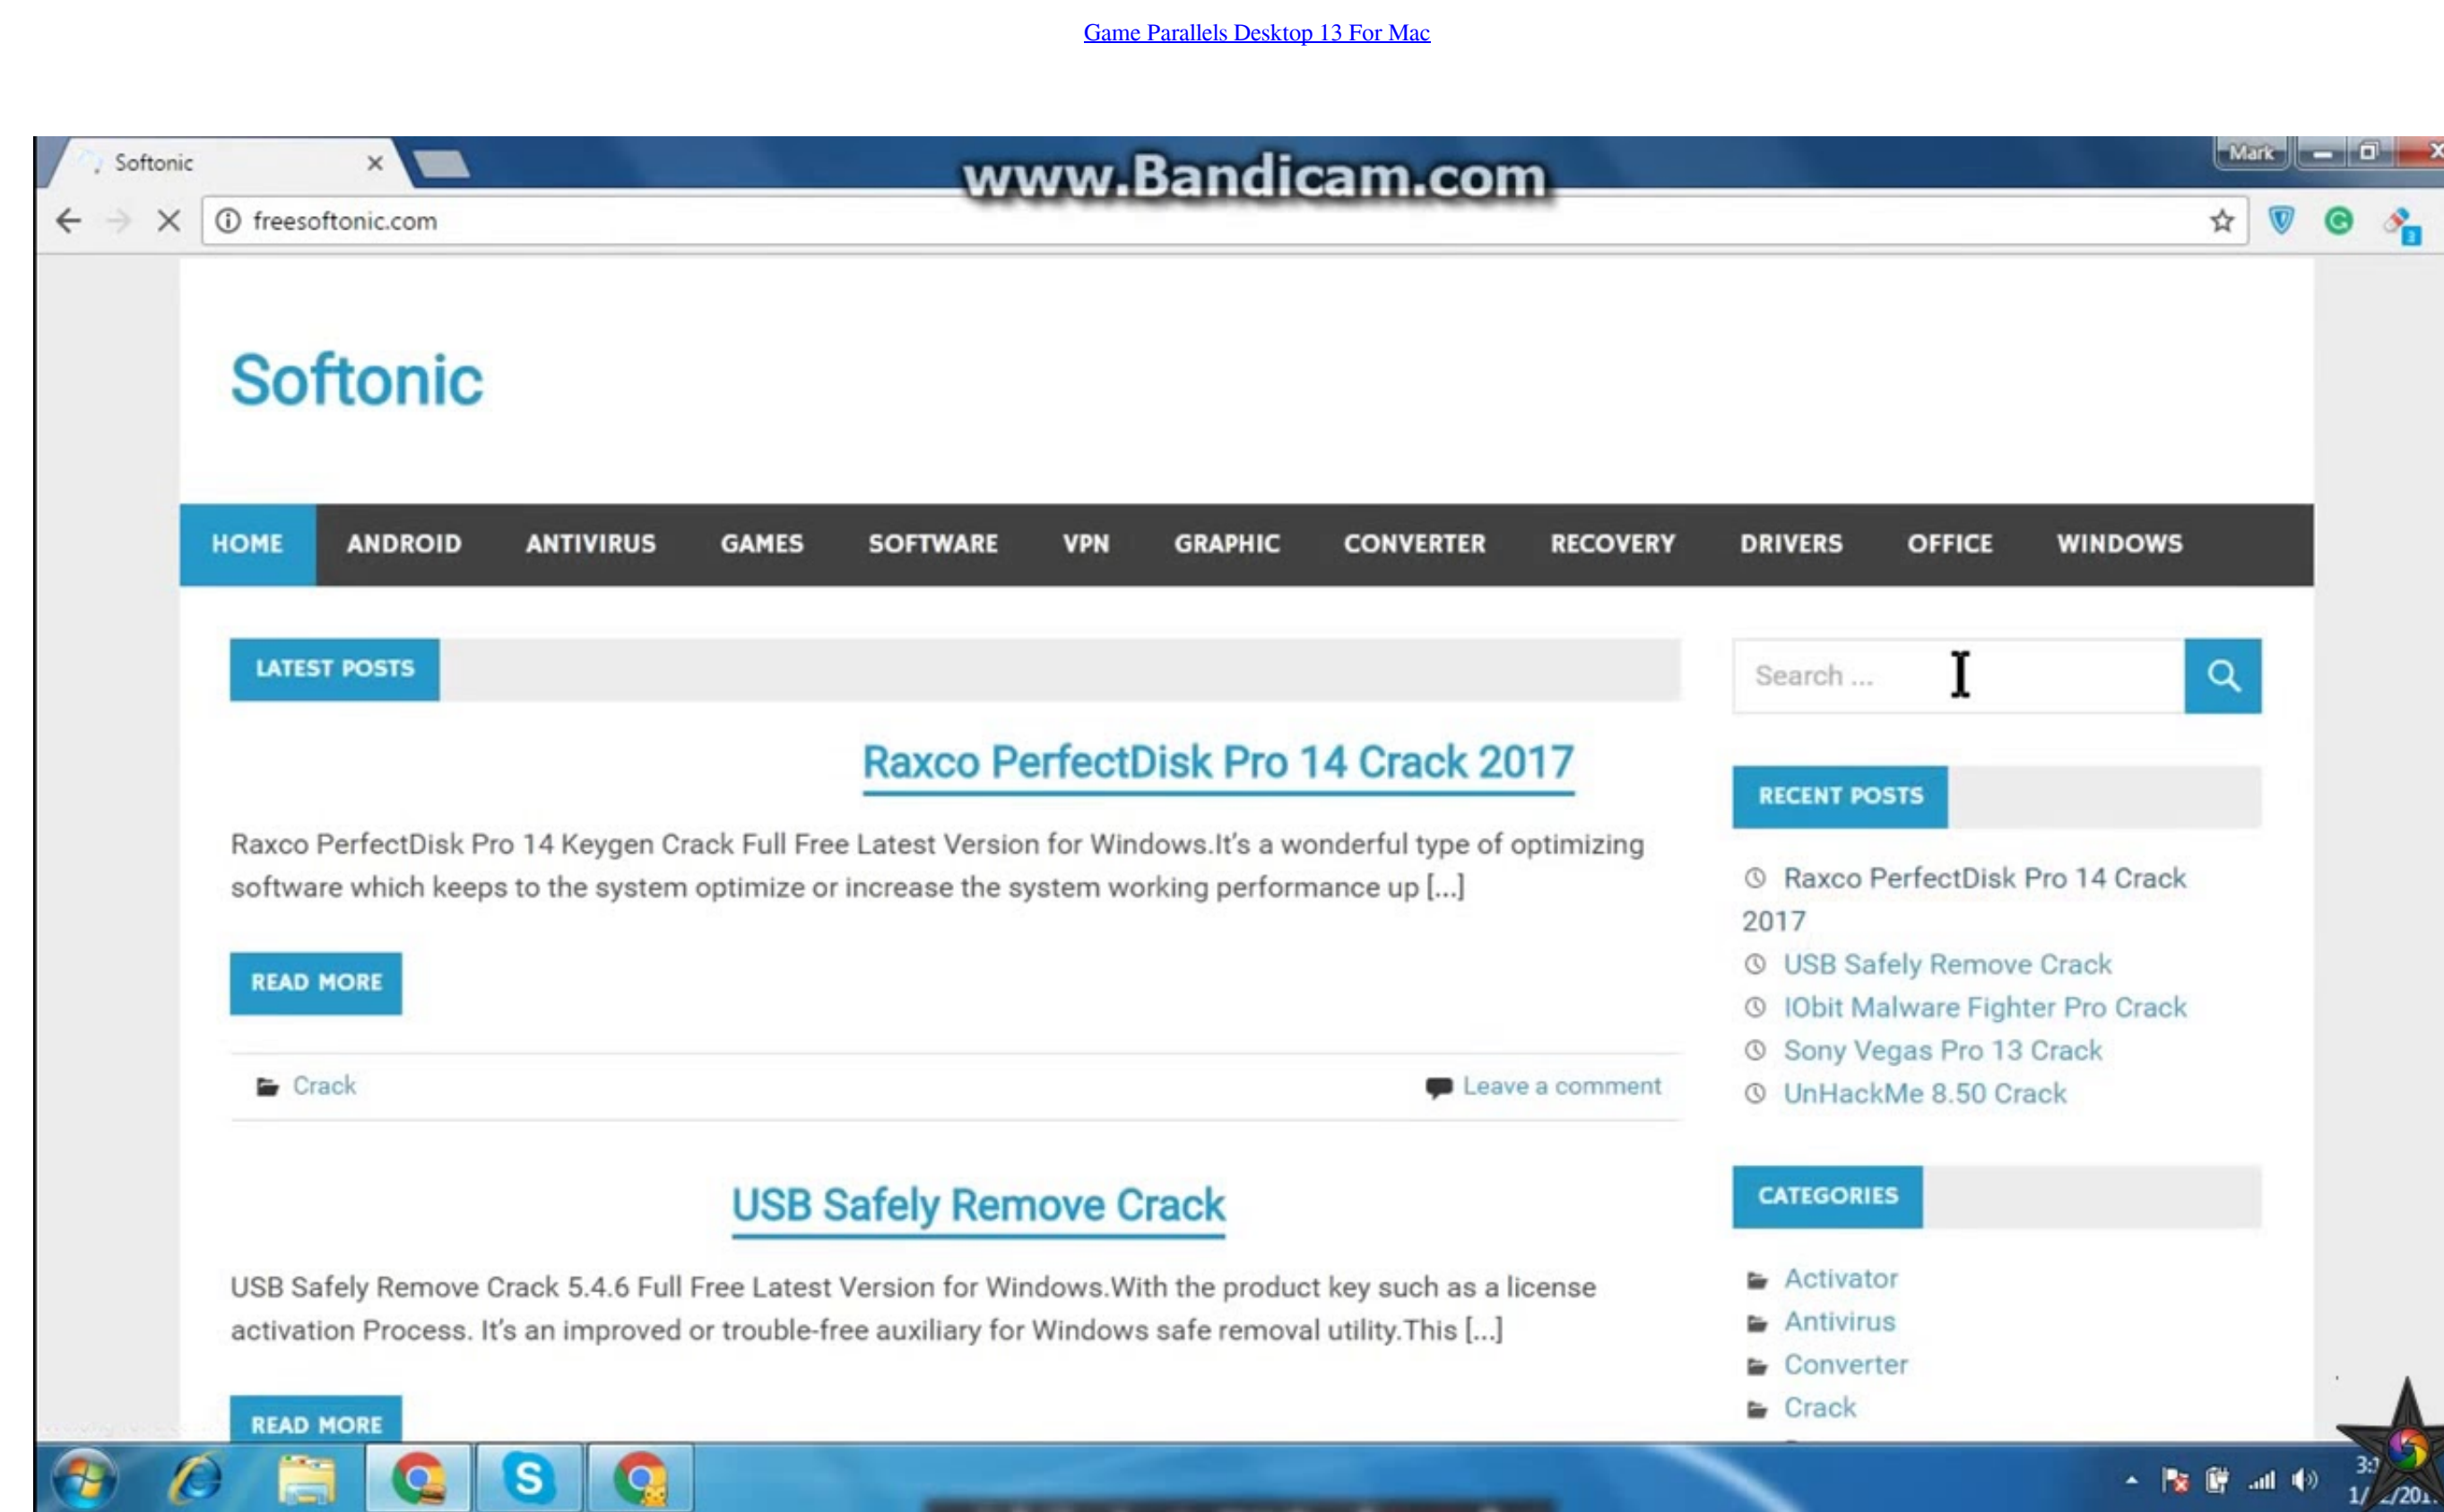 Game Parallels Desktop 13 For Mac
Softonic
www.Bandicam.com
Mark
freesoftonic.com
3
Softonic
HOME ANDROID ANTIVIRUS GAMES SOFTWARE VPN GRAPHIC CONVERTER RECOVERY DRIVERS OFFICE WINDOWS
LATEST POSTS
Search ...
Raxco PerfectDisk Pro 14 Crack 2017
Raxco PerfectDisk Pro 14 Keygen Crack Full Free Latest Version for Windows.It's a wonderful type of optimizing
software which keeps to the system optimize or increase the system working performance up [...]
READ MORE
Crack
Leave a comment
USB Safely Remove Crack
USB Safely Remove Crack 5.4.6 Full Free Latest Version for Windows.With the product key such as a license
activation Process. It's an improved or trouble-free auxiliary for Windows safe removal utility.This [...]
READ MORE
RECENT POSTS
Raxco PerfectDisk Pro 14 Crack
2017
USB Safely Remove Crack
IObit Malware Fighter Pro Crack
Sony Vegas Pro 13 Crack
UnHackMe 8.50 Crack
CATEGORIES
Activator
Antivirus
Converter
Crack